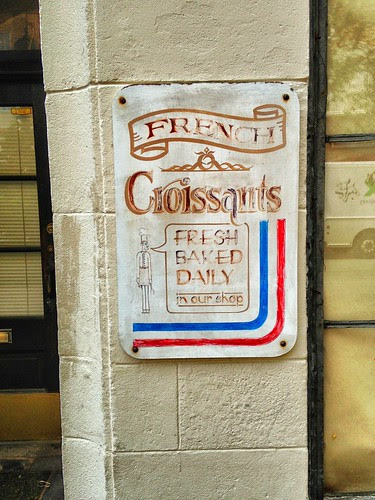 FRENCH
Croissants
FRESH
BAKED
DAILY
in our shop